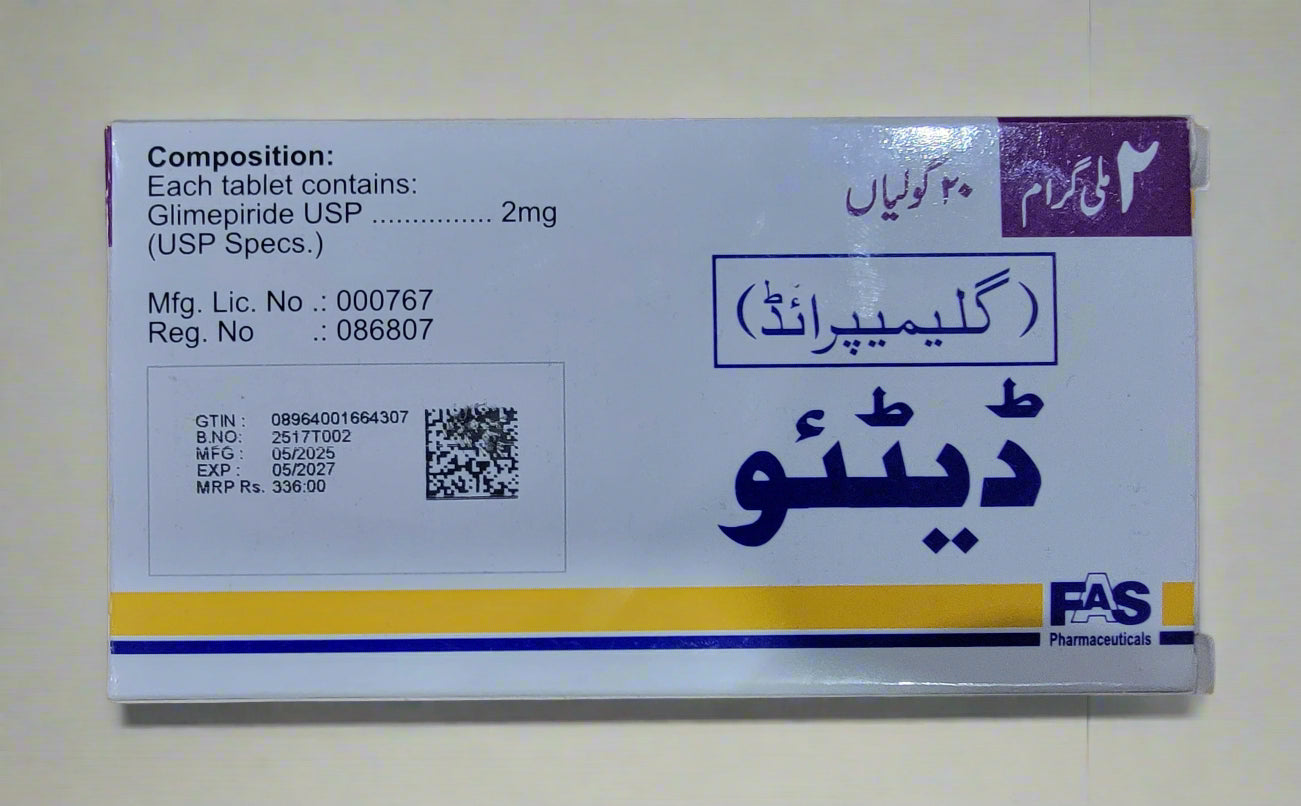 Composition:
Each tablet contains:
Glimepiride USP ............... 2mg
(USP Specs.)
Mfg. Lic. No .: 000767
Reg. No .: 086807
GTIN : 08964001664307
B.NO: 2517T002
MFG : 05/2025
EXP : 05/2027
MRP Rs. 336:00
۲ ملی گرام
۲۰ گولیاں
(گلیمیپرائڈ)
ڈیٹئو
FAS
Pharmaceuticals